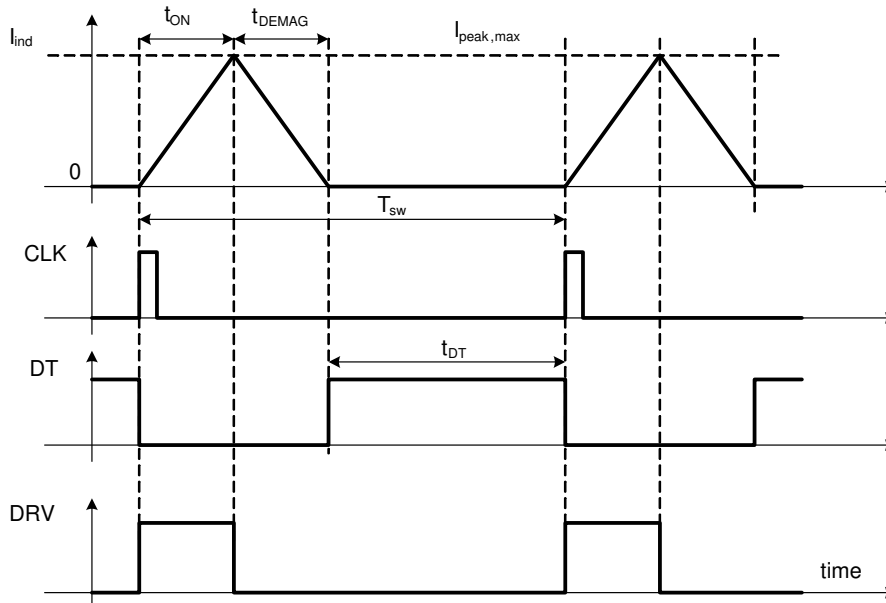 t_ON t_DEMAG
I_ind I_peak,max
0
T_sw
CLK
t_DT
DT
DRV
time